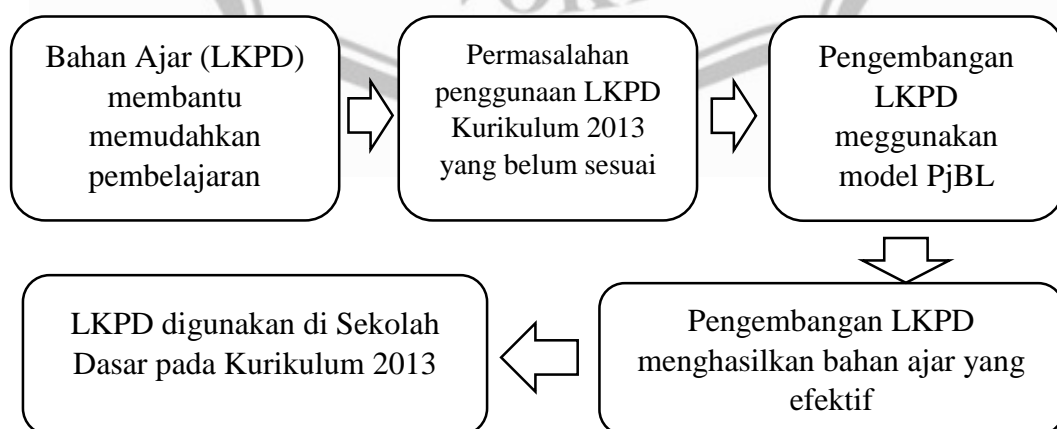 Bahan Ajar (LKPD)
membantu
memudahkan
pembelajaran
Permasalahan
penggunaan LKPD
Kurikulum 2013
yang belum sesuai
Pengembangan
LKPD
meggunakan
model PjBL
Pengembangan LKPD
menghasilkan bahan ajar yang
efektif
LKPD digunakan di Sekolah
Dasar pada Kurikulum 2013